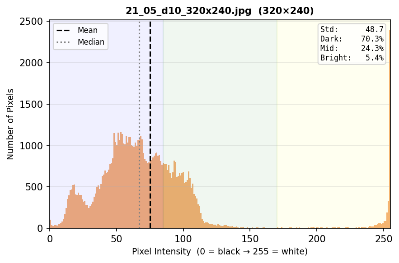 21_05_d10_320x240.jpg  (320×240)
Mean
Median
Std:      48.7
Dark:    70.3%
Mid:     24.3%
Bright:   5.4%
Number of Pixels
2500
2000
1500
1000
500
0
0 50 100 150 200 250
Pixel Intensity  (0 = black → 255 = white)